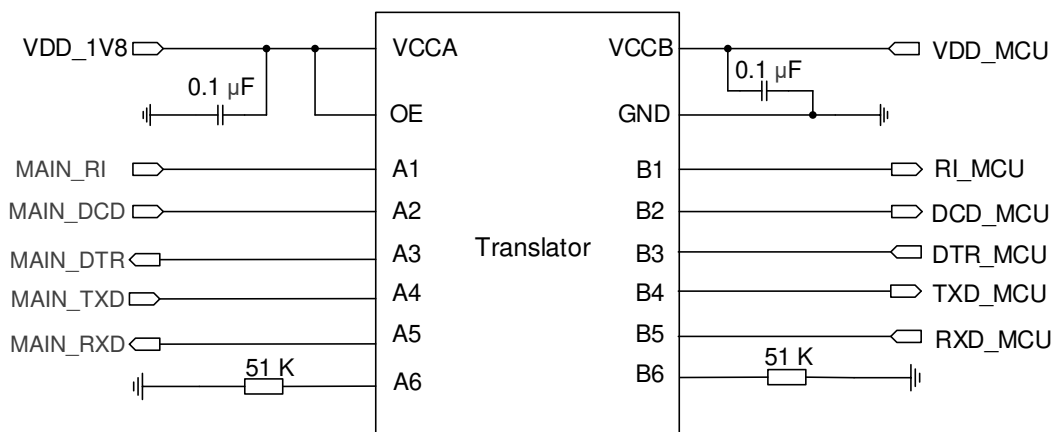 VDD_1V8 VCCA VCCB VDD_MCU
0.1 µF 0.1 µF
OE GND
MAIN_RI A1 B1 RI_MCU
MAIN_DCD A2 B2 DCD_MCU
MAIN_DTR A3 Translator B3 DTR_MCU
MAIN_TXD A4 B4 TXD_MCU
MAIN_RXD A5 B5 RXD_MCU
51 K A6 B6 51 K